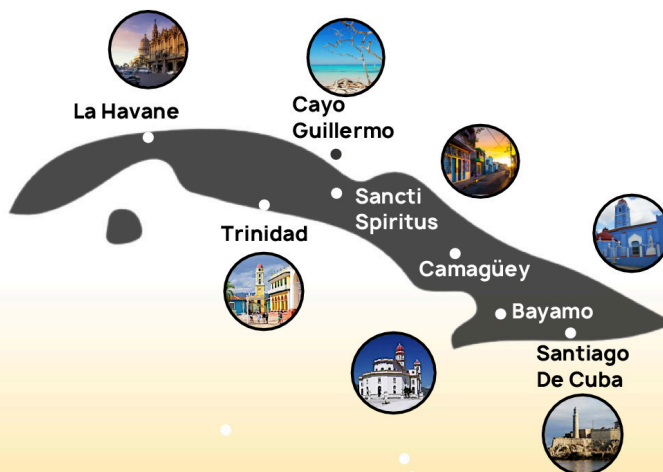 La Havane
Cayo
Guillermo
Sancti
Spiritus
Trinidad
Camagüey
Bayamo
Santiago
De Cuba